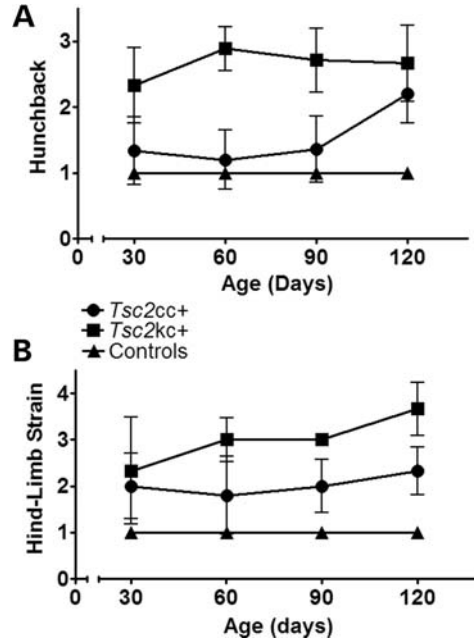 A
Hunchback
3
2
1
0
0 30 60 90 120
Age (Days)
Tsc2cc+
Tsc2kc+
Controls
B
Hind-Limb Strain
4
3
2
1
0
0 30 60 90 120
Age (days)